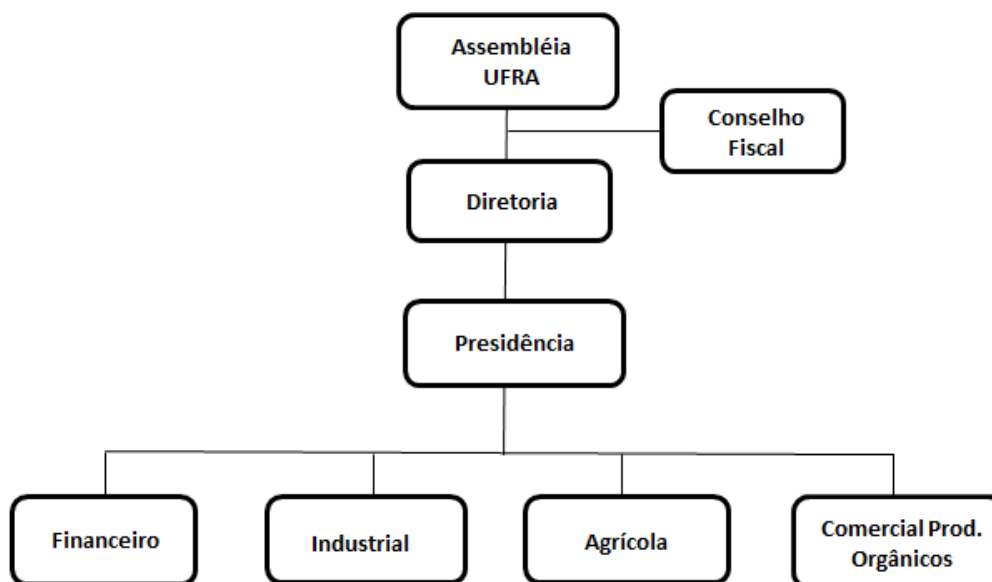 Assembléia
UFRA
Conselho
Fiscal
Diretoria
Presidência
Financeiro
Industrial
Agrícola
Comercial Prod.
Orgânicos